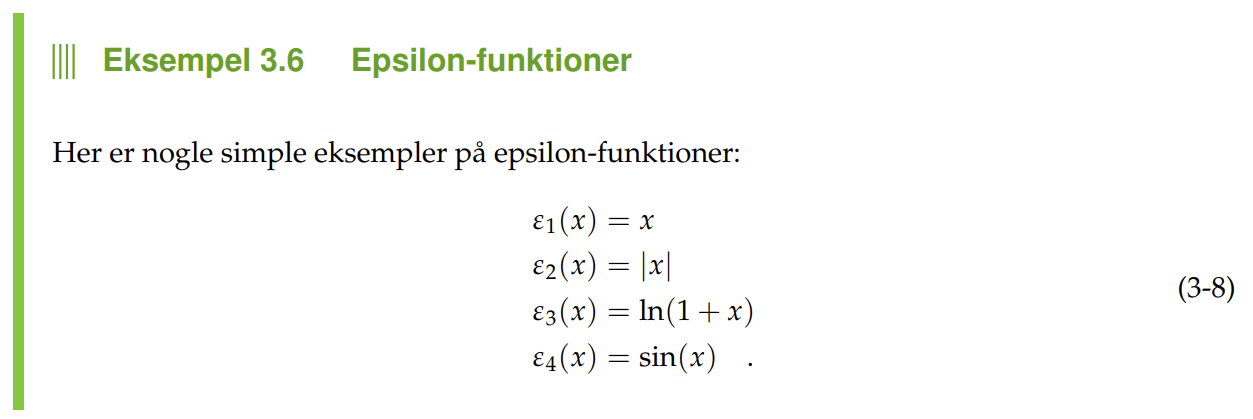 Eksempel 3.6 Epsilon-funktioner
Her er nogle simple eksempler på epsilon-funktioner:
ε₁(x) = x
ε₂(x) = |x|
ε₃(x) = ln(1 + x)
ε₄(x) = sin(x) .
(3-8)